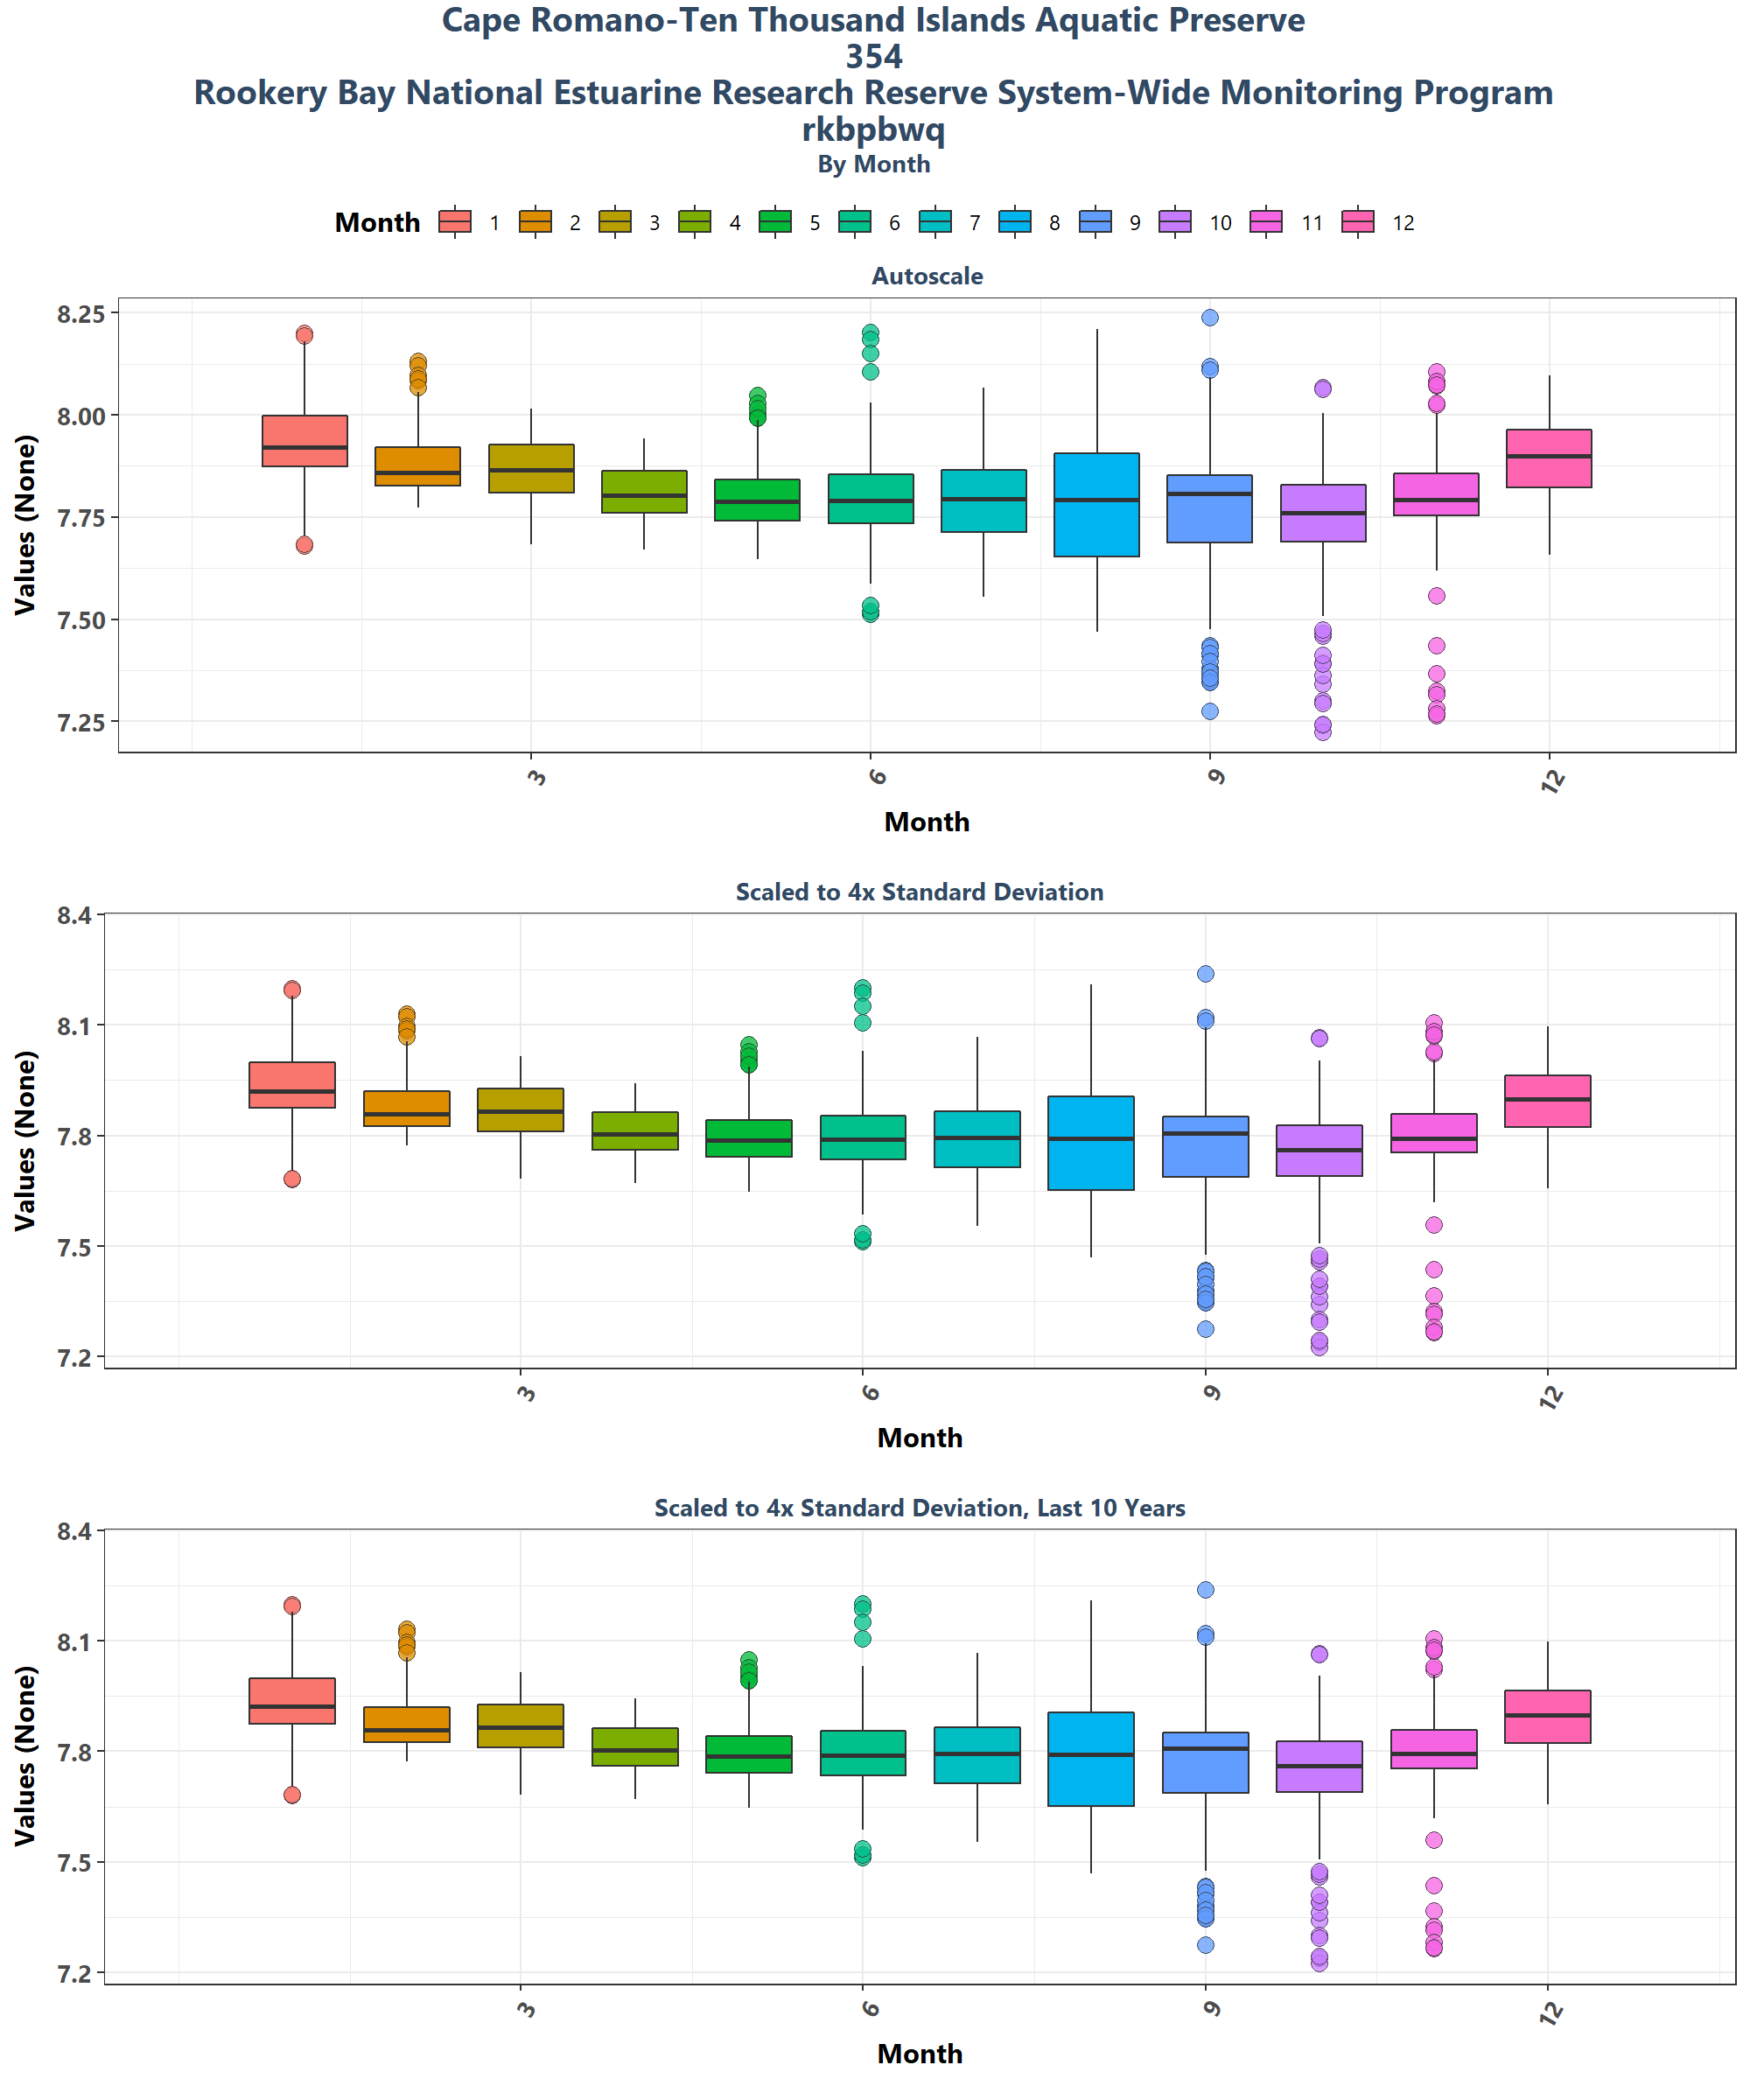 Cape Romano-Ten Thousand Islands Aquatic Preserve
354
Rookery Bay National Estuarine Research Reserve System-Wide Monitoring Program
rkbpbwq
By Month
Month 1 2 3 4 5 6 7 8 9 10 11 12
Autoscale
Values (None)
8.25
8.00
7.75
7.50
7.25
3 6 9 12
Month
Scaled to 4x Standard Deviation
Values (None)
8.4
8.1
7.8
7.5
7.2
3 6 9 12
Month
Scaled to 4x Standard Deviation, Last 10 Years
Values (None)
8.4
8.1
7.8
7.5
7.2
3 6 9 12
Month